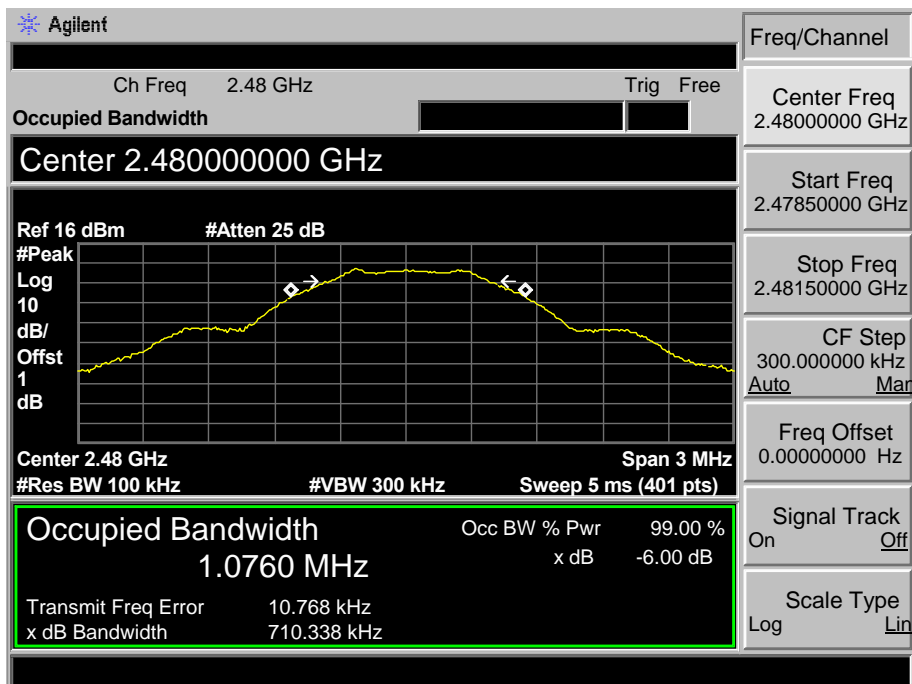 Agilent
Freq/Channel
Ch Freq 2.48 GHz Trig Free
Occupied Bandwidth
Center 2.480000000 GHz
Ref 16 dBm #Atten 25 dB
#Peak
Log
10
dB/
Offst
1
dB
Center 2.48 GHz Span 3 MHz
#Res BW 100 kHz #VBW 300 kHz Sweep 5 ms (401 pts)
Occupied Bandwidth Occ BW % Pwr 99.00 %
1.0760 MHz x dB -6.00 dB
Transmit Freq Error 10.768 kHz
x dB Bandwidth 710.338 kHz
Center Freq
2.48000000 GHz
Start Freq
2.47850000 GHz
Stop Freq
2.48150000 GHz
CF Step
300.000000 kHz
Auto Man
Freq Offset
0.00000000 Hz
Signal Track
On Off
Scale Type
Log Lin